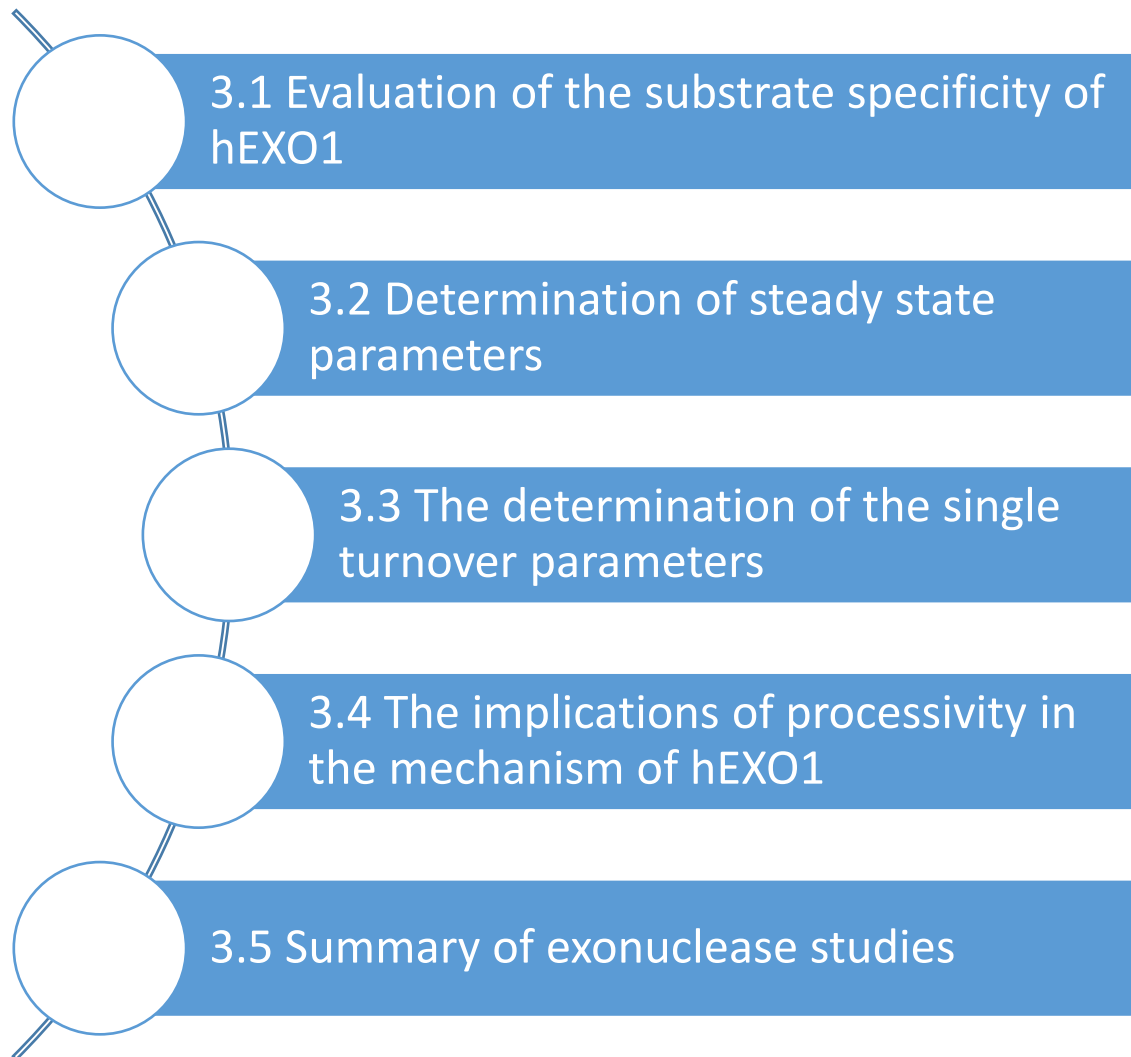 3.1 Evaluation of the substrate specificity of
hEXO1
3.2 Determination of steady state
parameters
3.3 The determination of the single
turnover parameters
3.4 The implications of processivity in
the mechanism of hEXO1
3.5 Summary of exonuclease studies